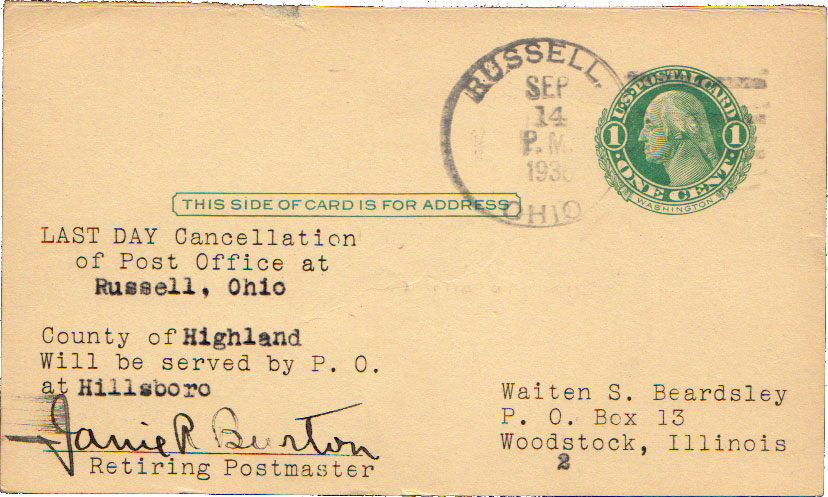 RUSSELL.
SEP
14
P.M.
OHIO
U.S. POSTAL CARD
1 1
ONE CENT
WASHINGTON
THIS SIDE OF CARD IS FOR ADDRESS
LAST DAY Cancellation
of Post Office at
Russell, Ohio
County of Highland
Will be served by P. O.
at Hillsboro
Janie R Burton
Retiring Postmaster
Waiten S. Beardsley
P. O. Box 13
Woodstock, Illinois
2